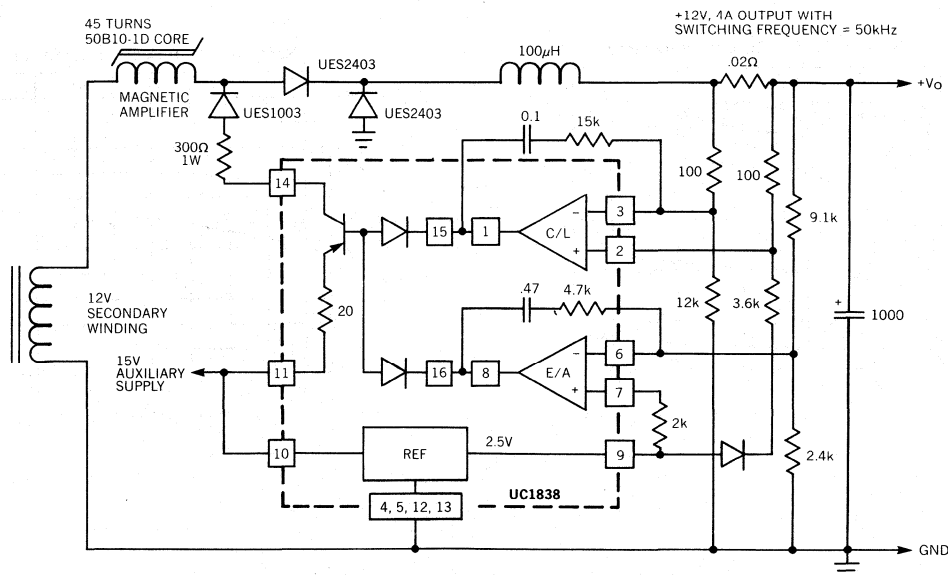 45 TURNS
50B10-1D CORE
+12V, 4A OUTPUT WITH
SWITCHING FREQUENCY = 50kHz
MAGNETIC
AMPLIFIER
UES2403
100µH
.02Ω
+Vo
UES1003
UES2403
300Ω
1W
0.1
15k
100
100
9.1k
14
15
1
C/L
−
+
3
2
12V
SECONDARY
WINDING
20
.47
4.7k
12k
3.6k
+
1000
15V
AUXILIARY
SUPPLY
11
16
8
E/A
−
+
6
7
2k
10
REF
2.5V
9
2.4k
UC1838
4, 5, 12, 13
GND